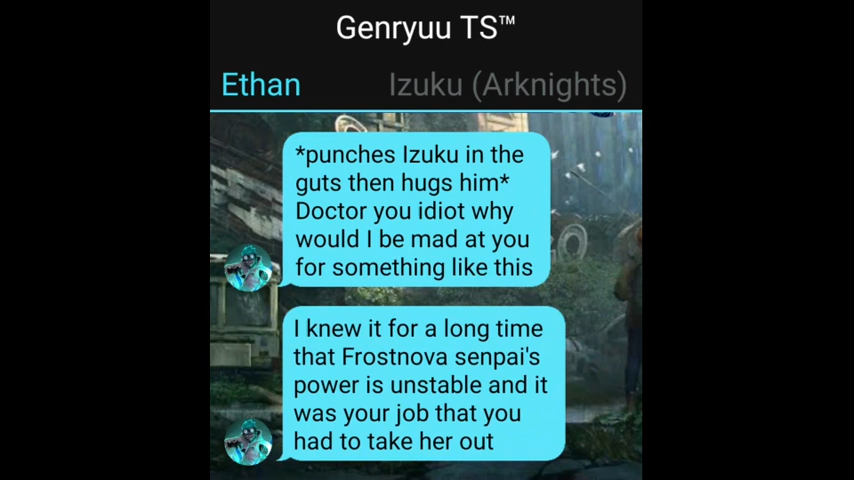 Genryuu TS™
Ethan
Izuku (Arknights)
*punches Izuku in the
guts then hugs him*
Doctor you idiot why
would I be mad at you
for something like this
I knew it for a long time
that Frostnova senpai's
power is unstable and it
was your job that you
had to take her out